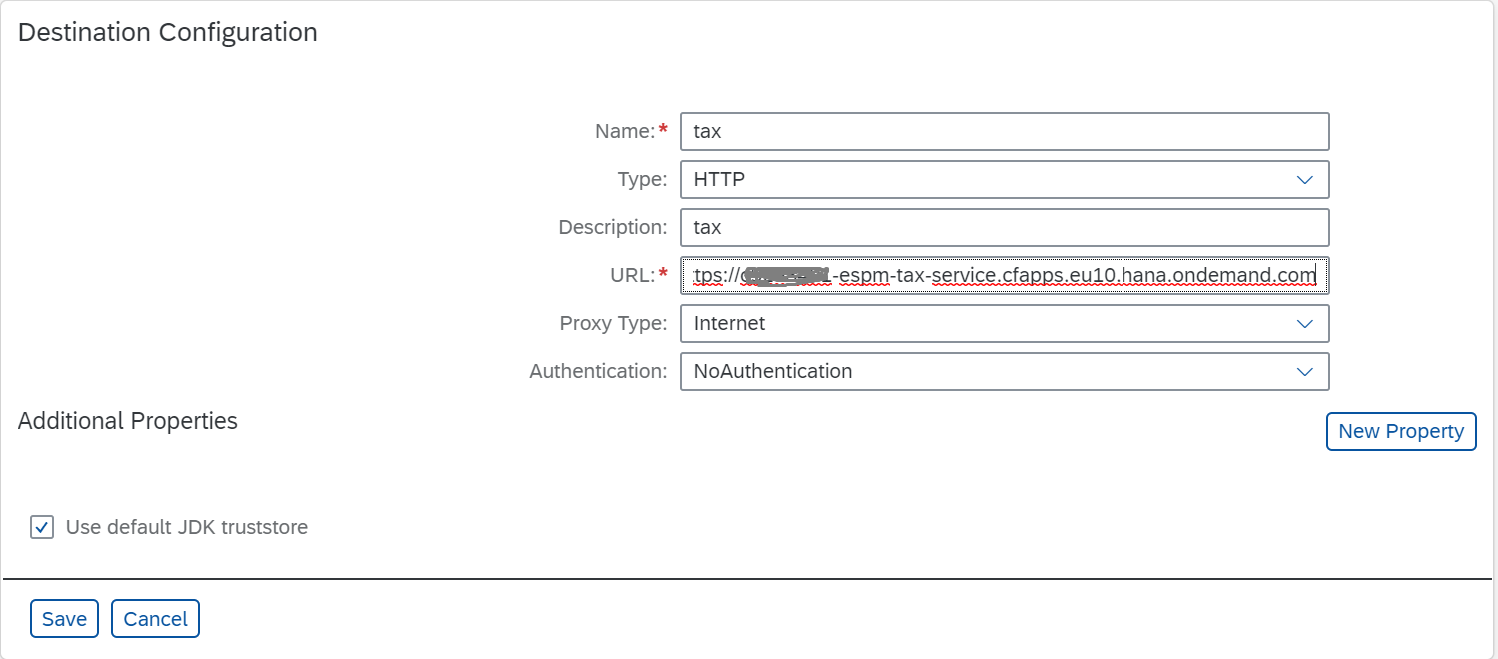 Destination Configuration
Name:* tax
Type: HTTP
Description: tax
URL:* tps://-espm-tax-service.cfapps.eu10.hana.ondemand.com
Proxy Type: Internet
Authentication: NoAuthentication
Additional Properties
New Property
Use default JDK truststore
Save Cancel